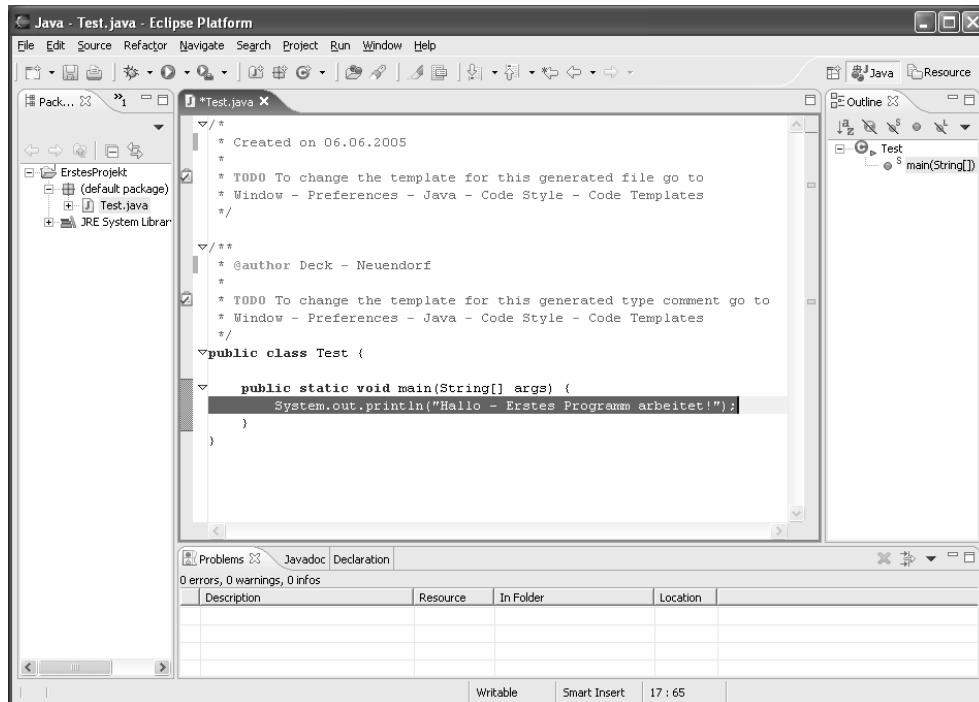 Java - Test.java - Eclipse Platform
File Edit Source Refactor Navigate Search Project Run Window Help
Java Resource
Pack... »1
*Test.java
Outline
/*
* Created on 06.06.2005
*
* TODO To change the template for this generated file go to
* Window - Preferences - Java - Code Style - Code Templates
*/
/**
* @author Deck - Neuendorf
*
* TODO To change the template for this generated type comment go to
* Window - Preferences - Java - Code Style - Code Templates
*/
public class Test {
public static void main(String[] args) {
System.out.println("Hallo - Erstes Programm arbeitet!");
}
}
ErstesProjekt
(default package)
Test.java
JRE System Librar
Test
main(String[])
Problems Javadoc Declaration
0 errors, 0 warnings, 0 infos
Description Resource In Folder Location
Writable Smart Insert 17 : 65